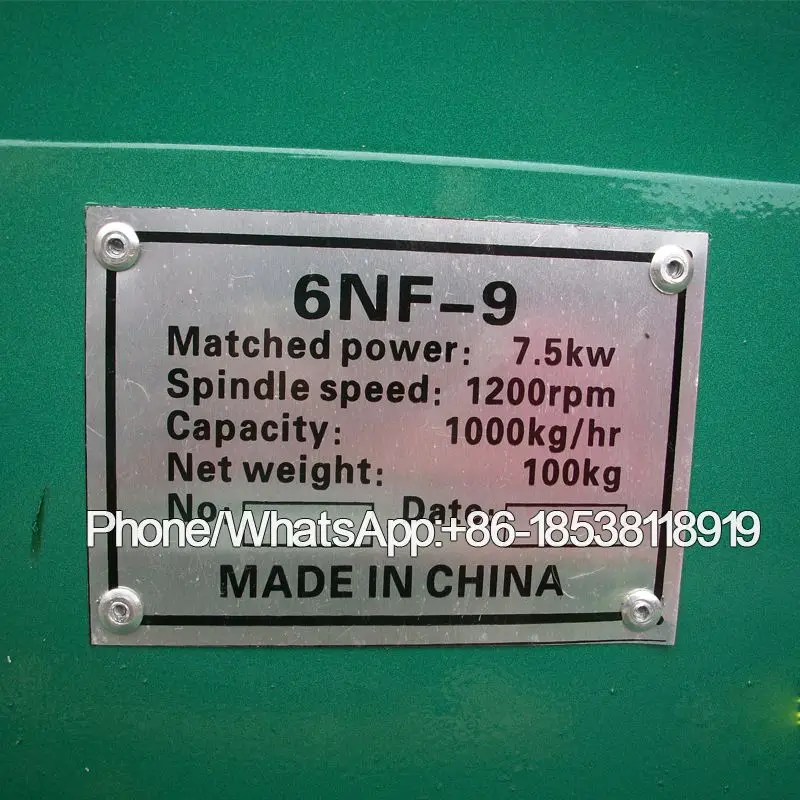 6NF-9
Matched power: 7.5kw
Spindle speed: 1200rpm
Capacity: 1000kg/hr
Net weight: 100kg
No: Date:
Phone/WhatsApp:+86-18538118919
MADE IN CHINA